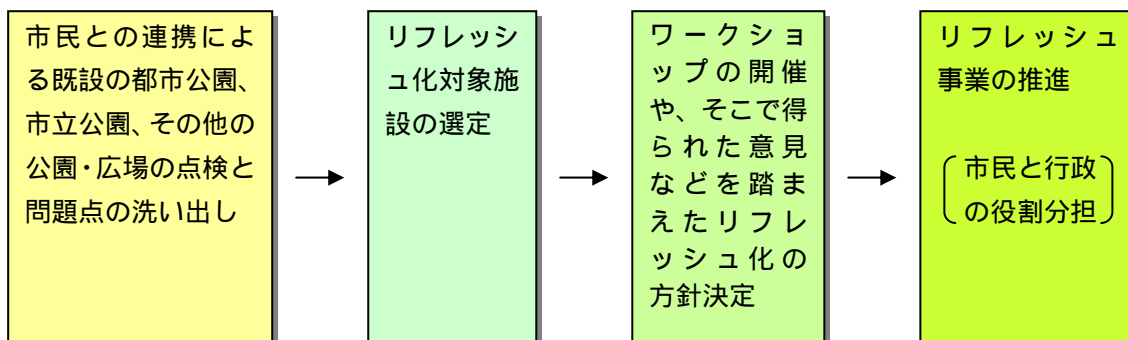 市民との連携によ
る既設の都市公園、
市立公園、その他の
公園・広場の点検と
問題点の洗い出し
リフレッシ
ュ化対象施
設の選定
ワークショ
ップの開催
や、そこで得
られた意見
などを踏ま
えたリフレ
ッシュ化の
方針決定
リフレッシュ
事業の推進
市民と行政
の役割分担